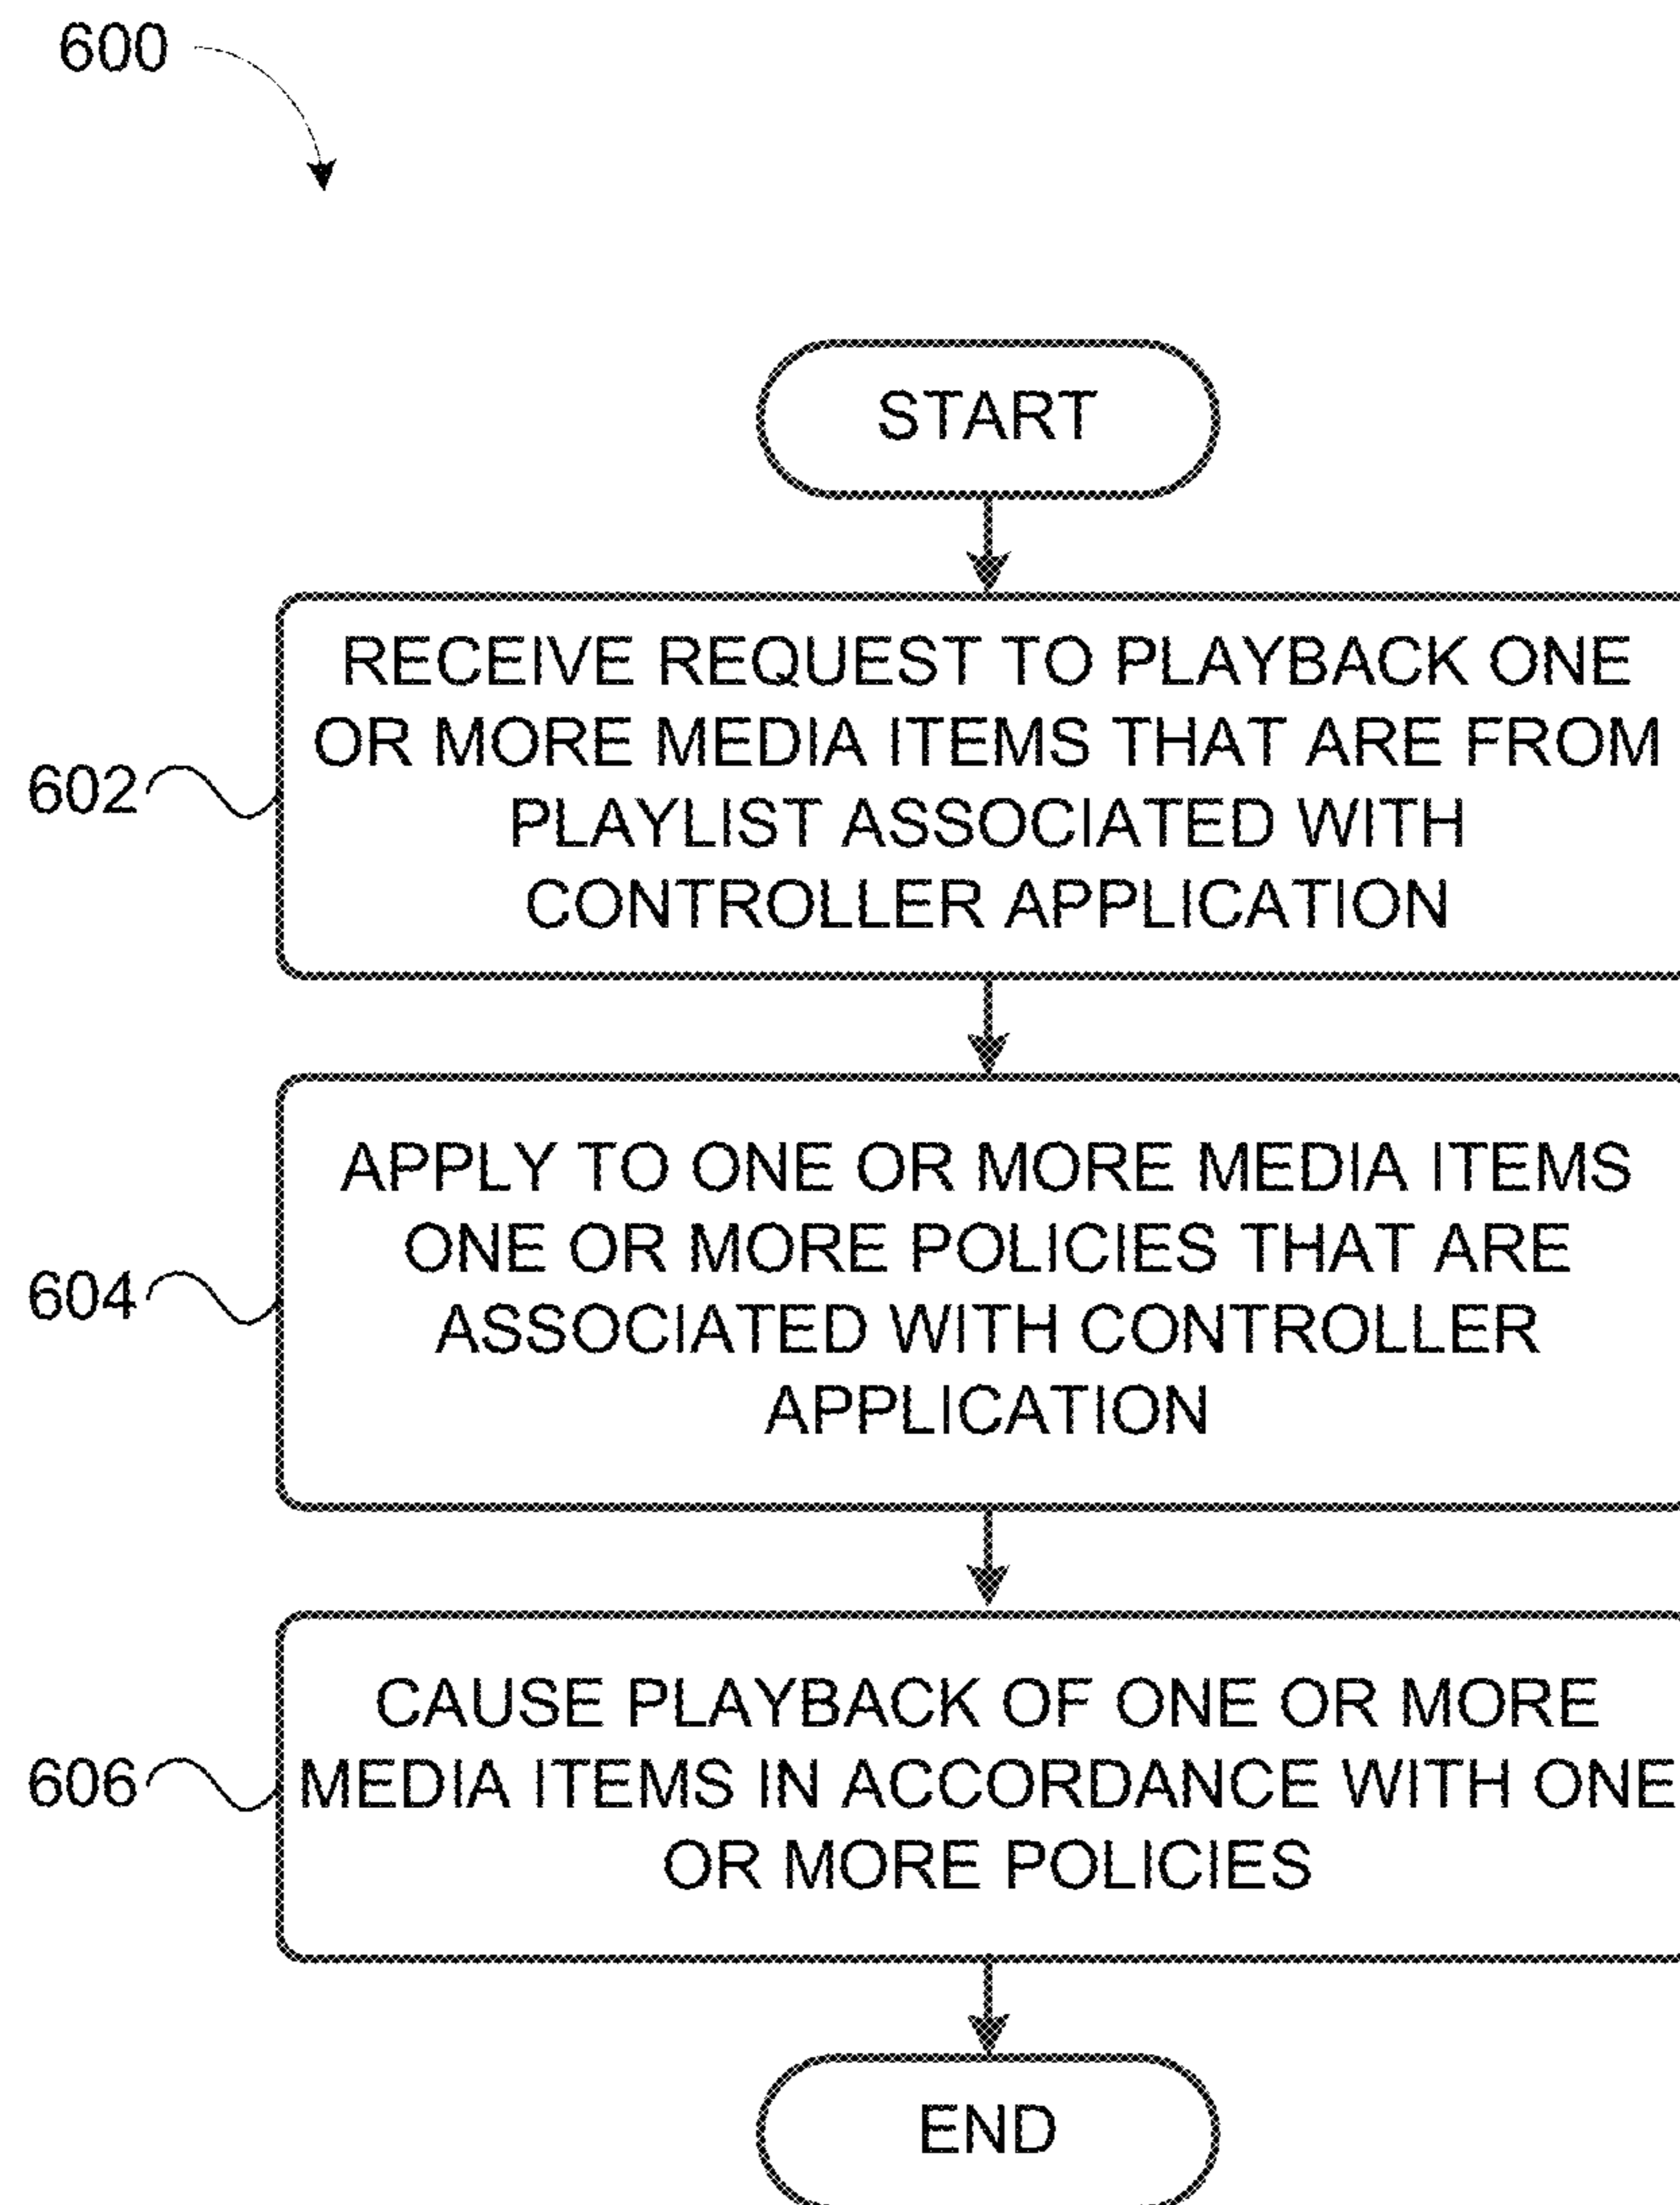 600
START
RECEIVE REQUEST TO PLAYBACK ONE
OR MORE MEDIA ITEMS THAT ARE FROM
PLAYLIST ASSOCIATED WITH
CONTROLLER APPLICATION
602
APPLY TO ONE OR MORE MEDIA ITEMS
ONE OR MORE POLICIES THAT ARE
ASSOCIATED WITH CONTROLLER
APPLICATION
604
CAUSE PLAYBACK OF ONE OR MORE
MEDIA ITEMS IN ACCORDANCE WITH ONE
OR MORE POLICIES
606
END